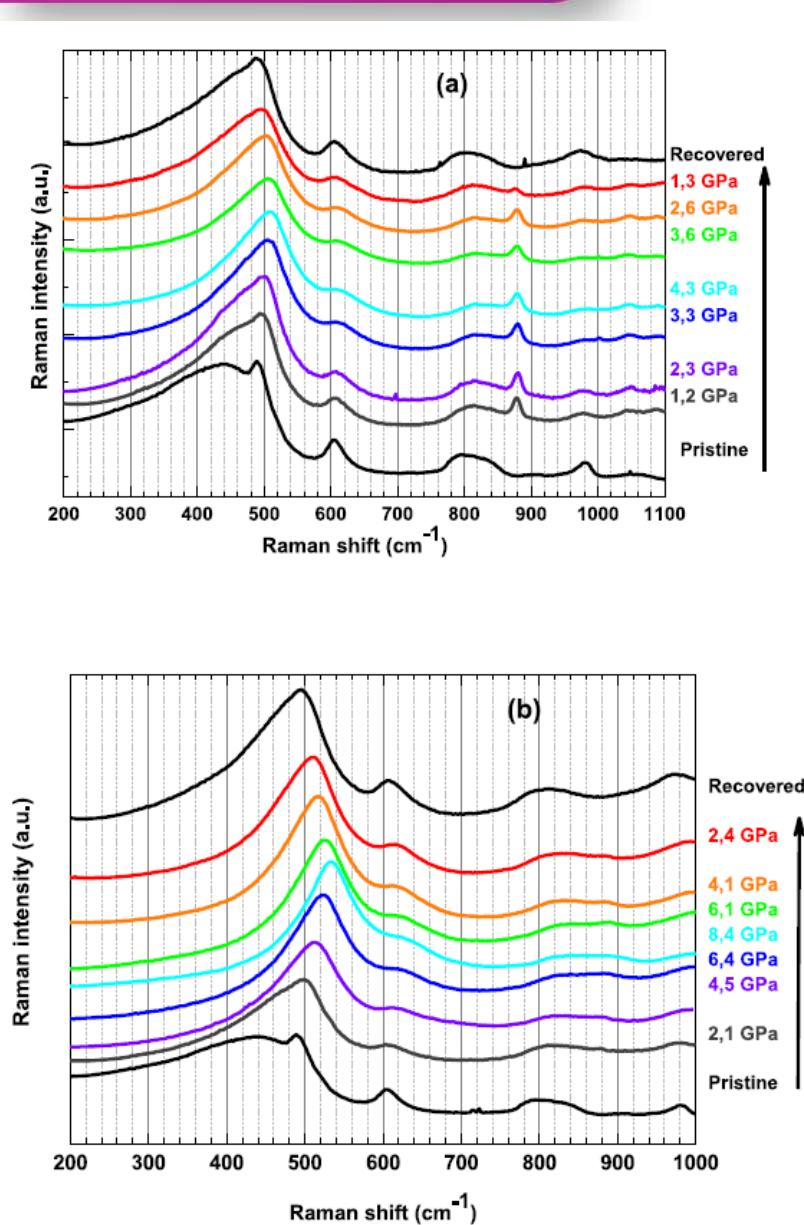 (a)
Raman intensity (a.u.)
Recovered
1,3 GPa
2,6 GPa
3,6 GPa
4,3 GPa
3,3 GPa
2,3 GPa
1,2 GPa
Pristine
200 300 400 500 600 700 800 900 1000 1100
Raman shift (cm⁻¹)
(b)
Raman intensity (a.u.)
Recovered
2,4 GPa
4,1 GPa
6,1 GPa
8,4 GPa
6,4 GPa
4,5 GPa
2,1 GPa
Pristine
200 300 400 500 600 700 800 900 1000
Raman shift (cm⁻¹)